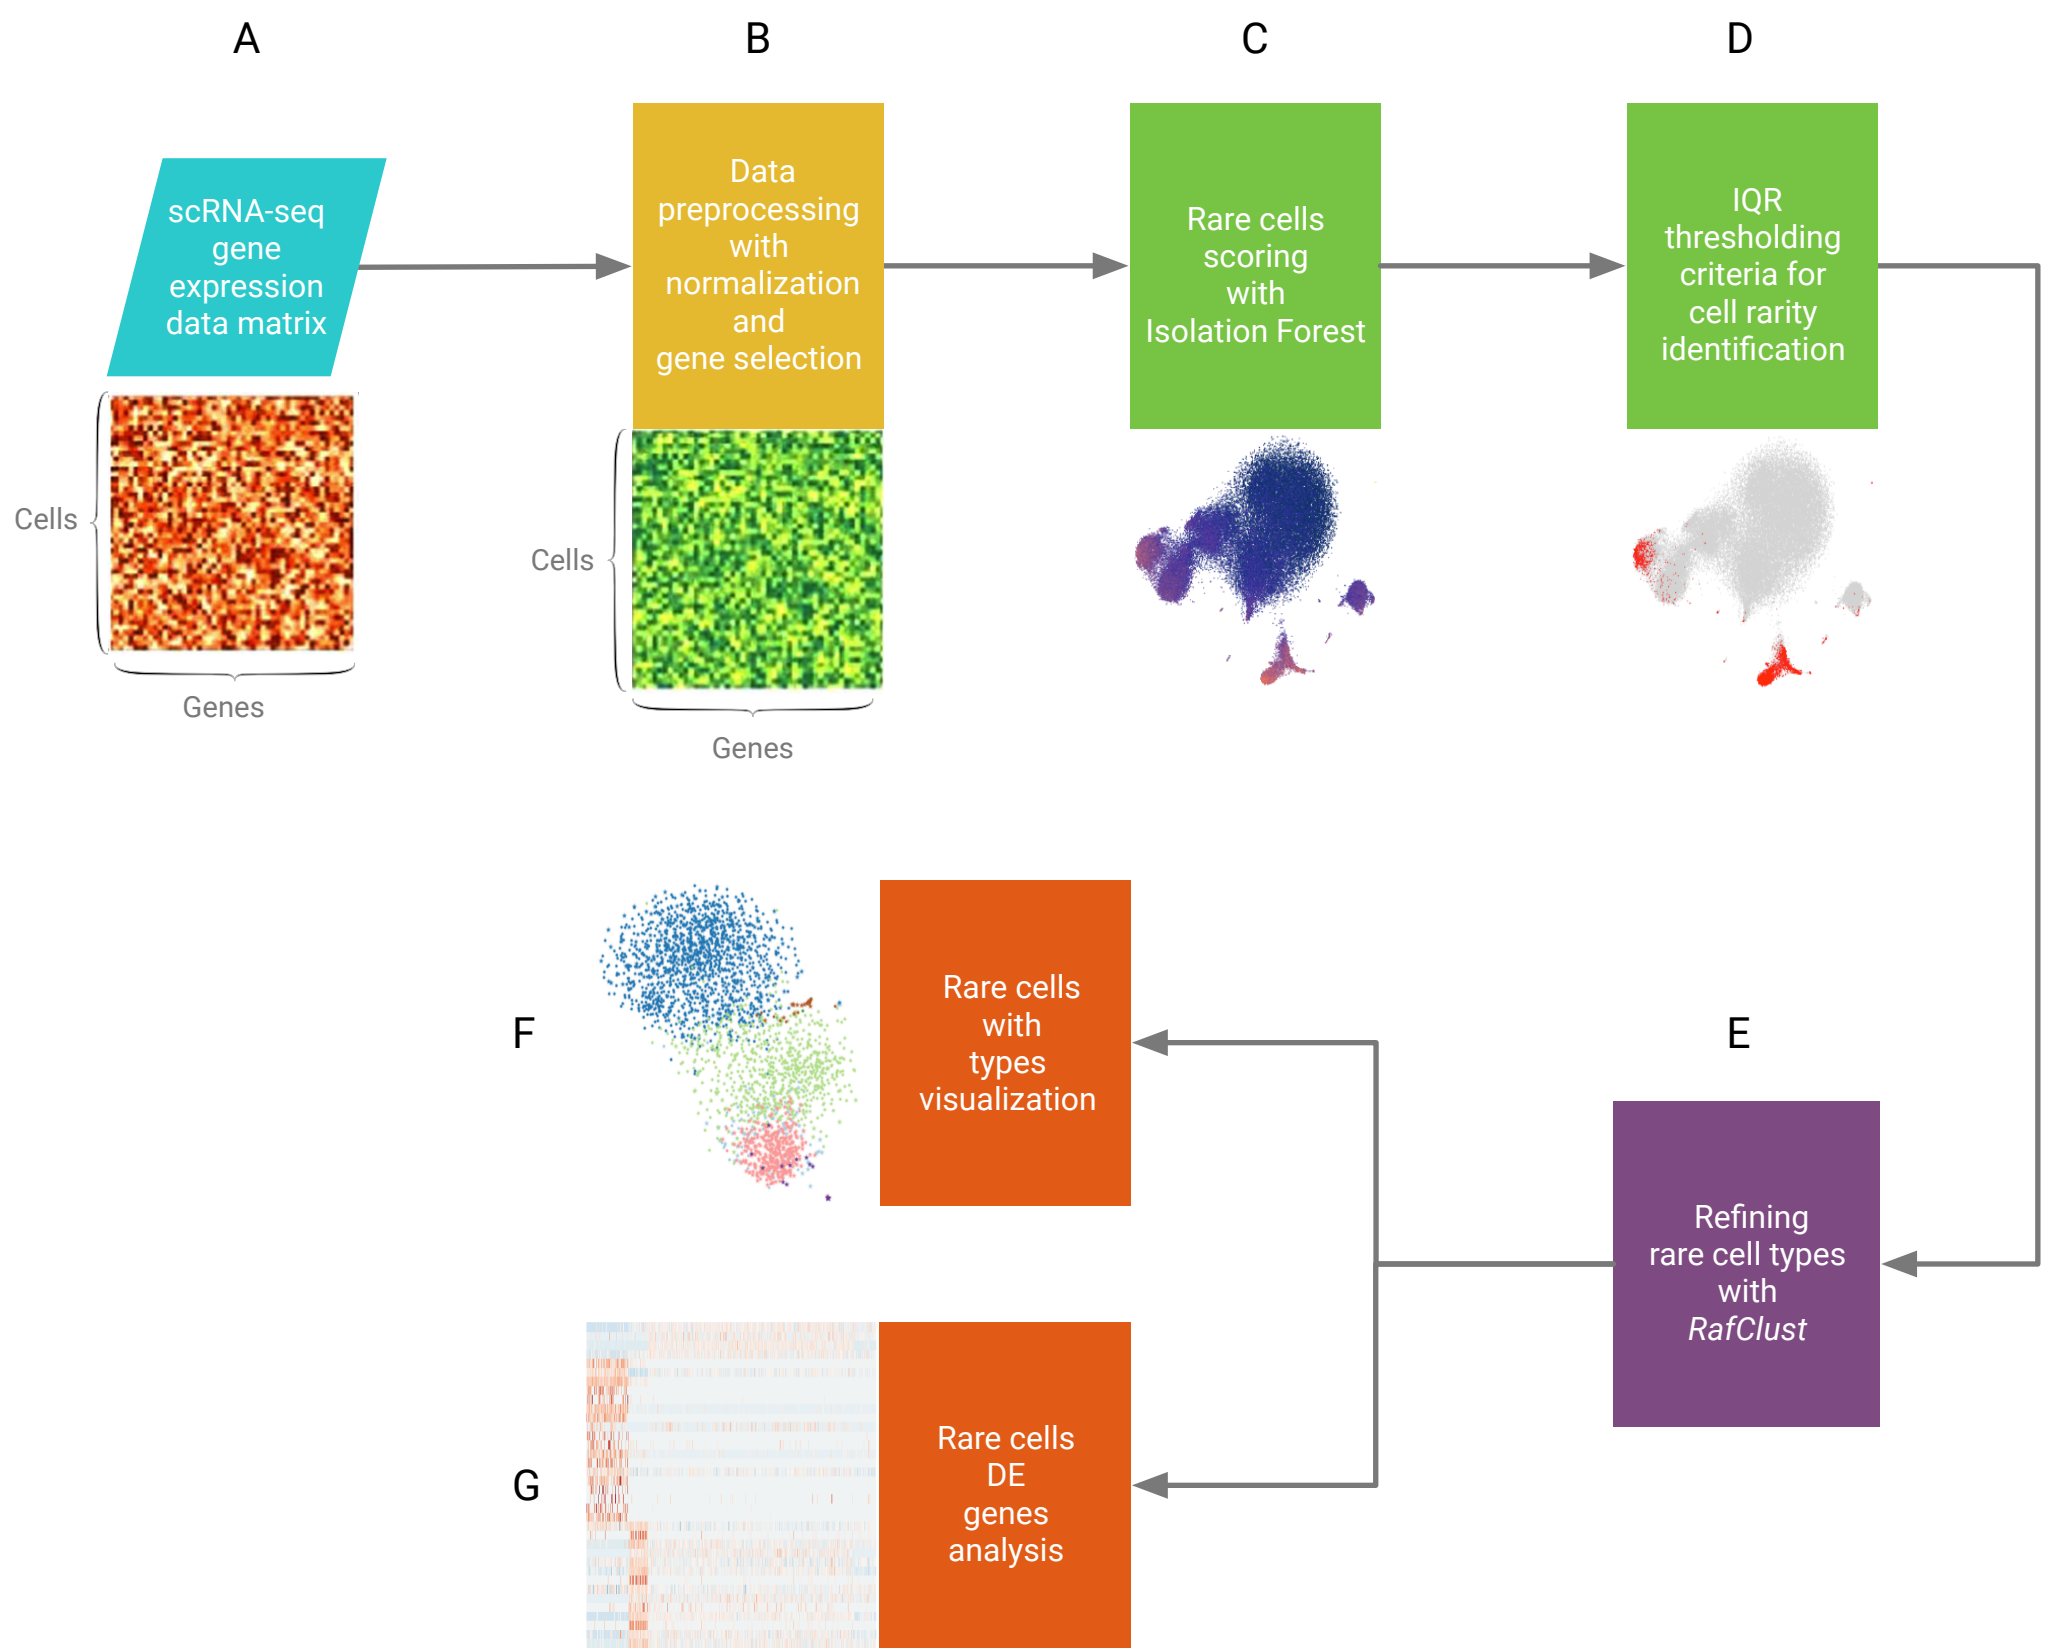 A
B
C
D
scRNA-seq
gene
expression
data matrix
Data
preprocessing
with
normalization
and
gene selection
Rare cells
scoring
with
Isolation Forest
IQR
thresholding
criteria for
cell rarity
identification
Cells
Genes
Cells
Genes
F
Rare cells
with
types
visualization
E
Refining
rare cell types
with
RafClust
G
Rare cells
DE
genes
analysis